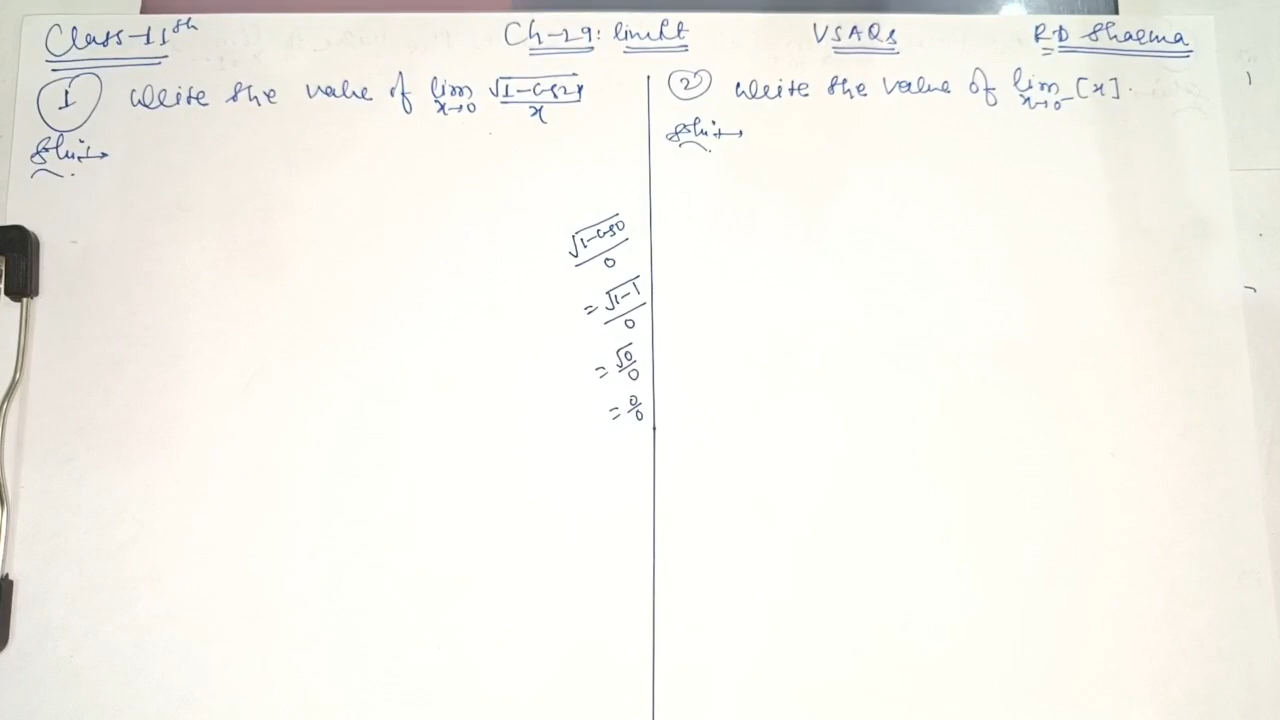 Class-11th Ch-29: limit VSAQs RD Sharma
① Write the value of lim x→0 √(1-cos2x)/x
Soln:→
√(1-cos0)/0
= √(1-1)/0
= √0/0
= 0/0
② Write the value of lim x→0⁻ [x].
Soln:→